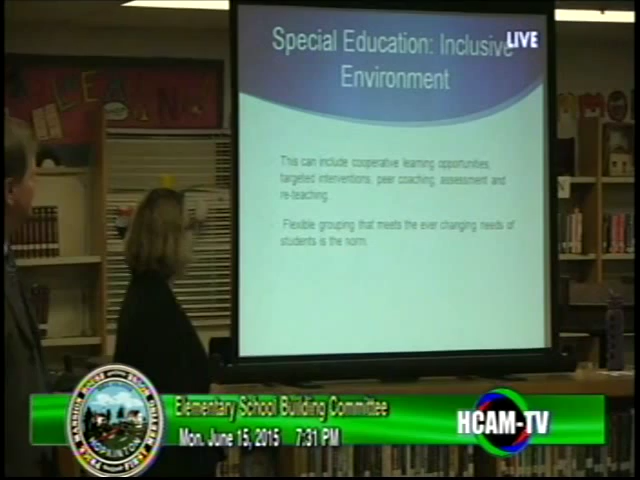 LIVE
Special Education: Inclusive
Environment
This can include cooperative learning opportunities,
targeted interventions, peer coaching, assessment and
re-teaching.
Flexible grouping that meets the ever changing needs of
students is the norm.
LEARN
Elementary School Building Committee
Mon. June 15, 2015 7:31 PM
HCAM-TV
HOPKINTON